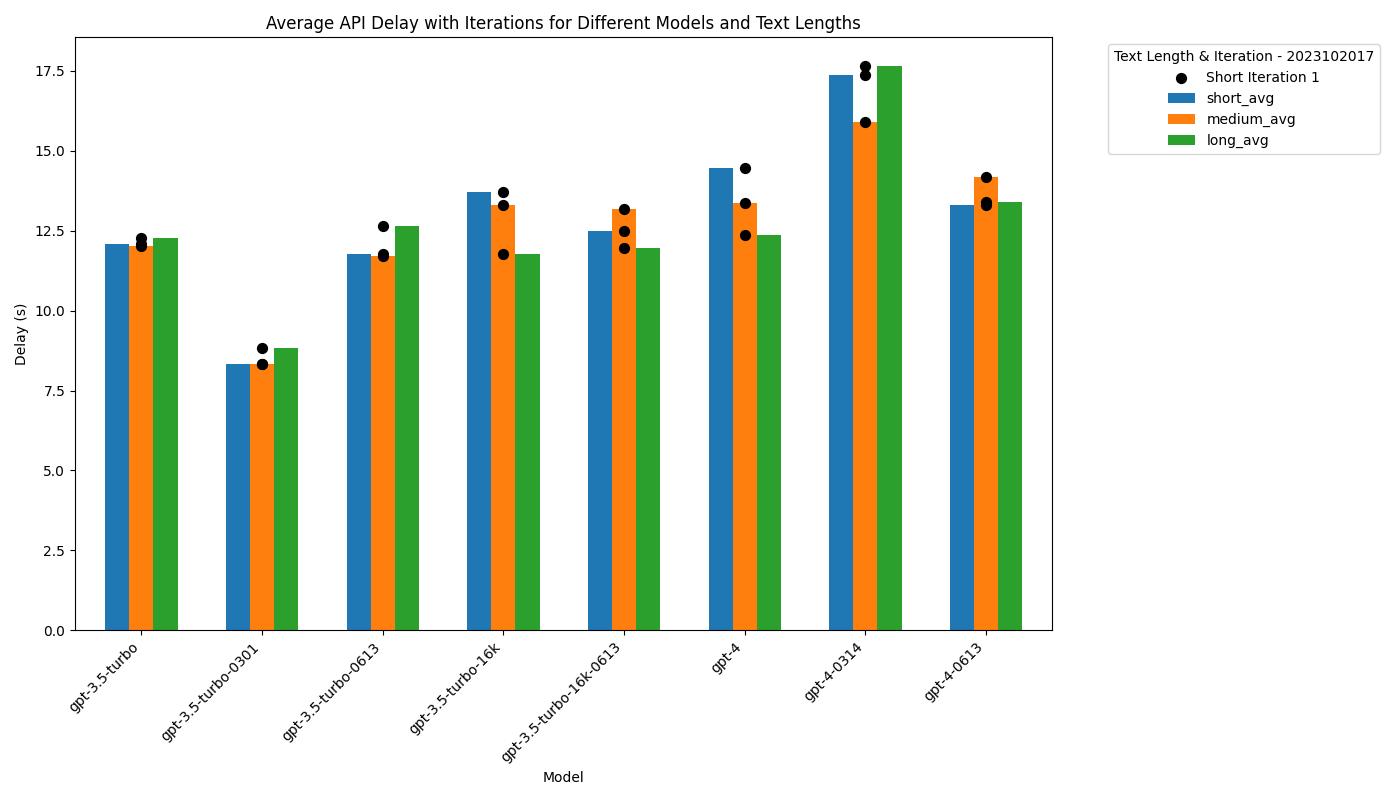 Average API Delay with Iterations for Different Models and Text Lengths
Text Length & Iteration - 2023102017
Short Iteration 1
short_avg
medium_avg
long_avg
Delay (s)
17.5
15.0
12.5
10.0
7.5
5.0
2.5
0.0
gpt-3.5-turbo
gpt-3.5-turbo-0301
gpt-3.5-turbo-0613
gpt-3.5-turbo-16k
gpt-3.5-turbo-16k-0613
gpt-4
gpt-4-0314
gpt-4-0613
Model